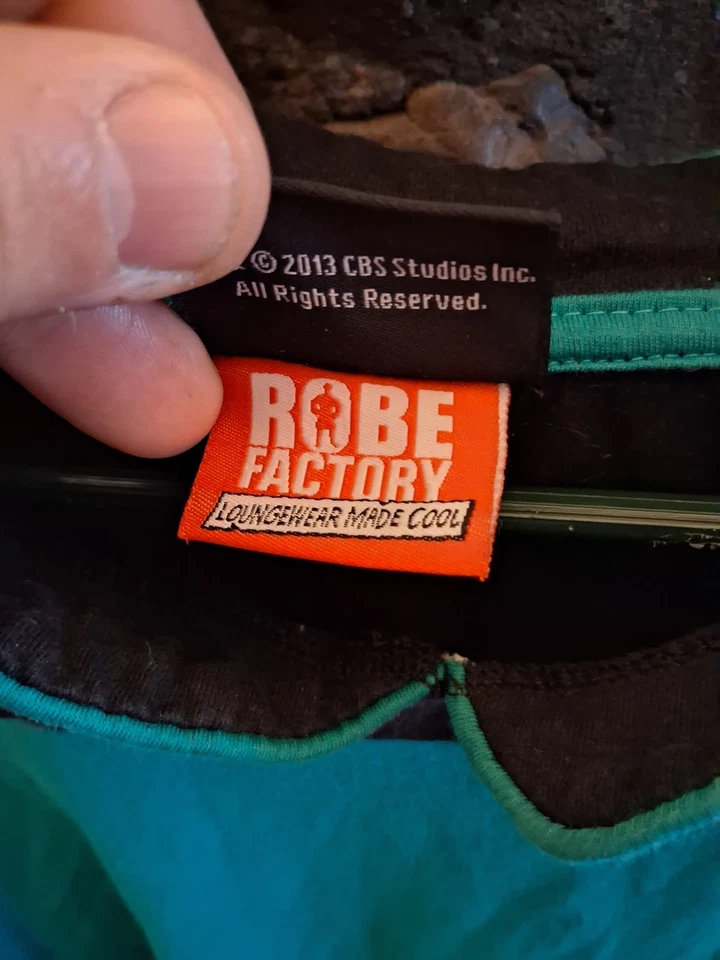 © 2013 CBS Studios Inc.
All Rights Reserved.
ROBE
FACTORY
LOUNGEWEAR MADE COOL